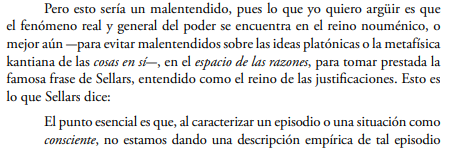 Pero esto sería un malentendido, pues lo que yo quiero argüir es que
el fenómeno real y general del poder se encuentra en el reino nouménico, o
mejor aún —para evitar malentendidos sobre las ideas platónicas o la metafísica
kantiana de las cosas en sí—, en el espacio de las razones, para tomar prestada la
famosa frase de Sellars, entendido como el reino de las justificaciones. Esto es
lo que Sellars dice:
El punto esencial es que, al caracterizar un episodio o una situación como
consciente, no estamos dando una descripción empírica de tal episodio